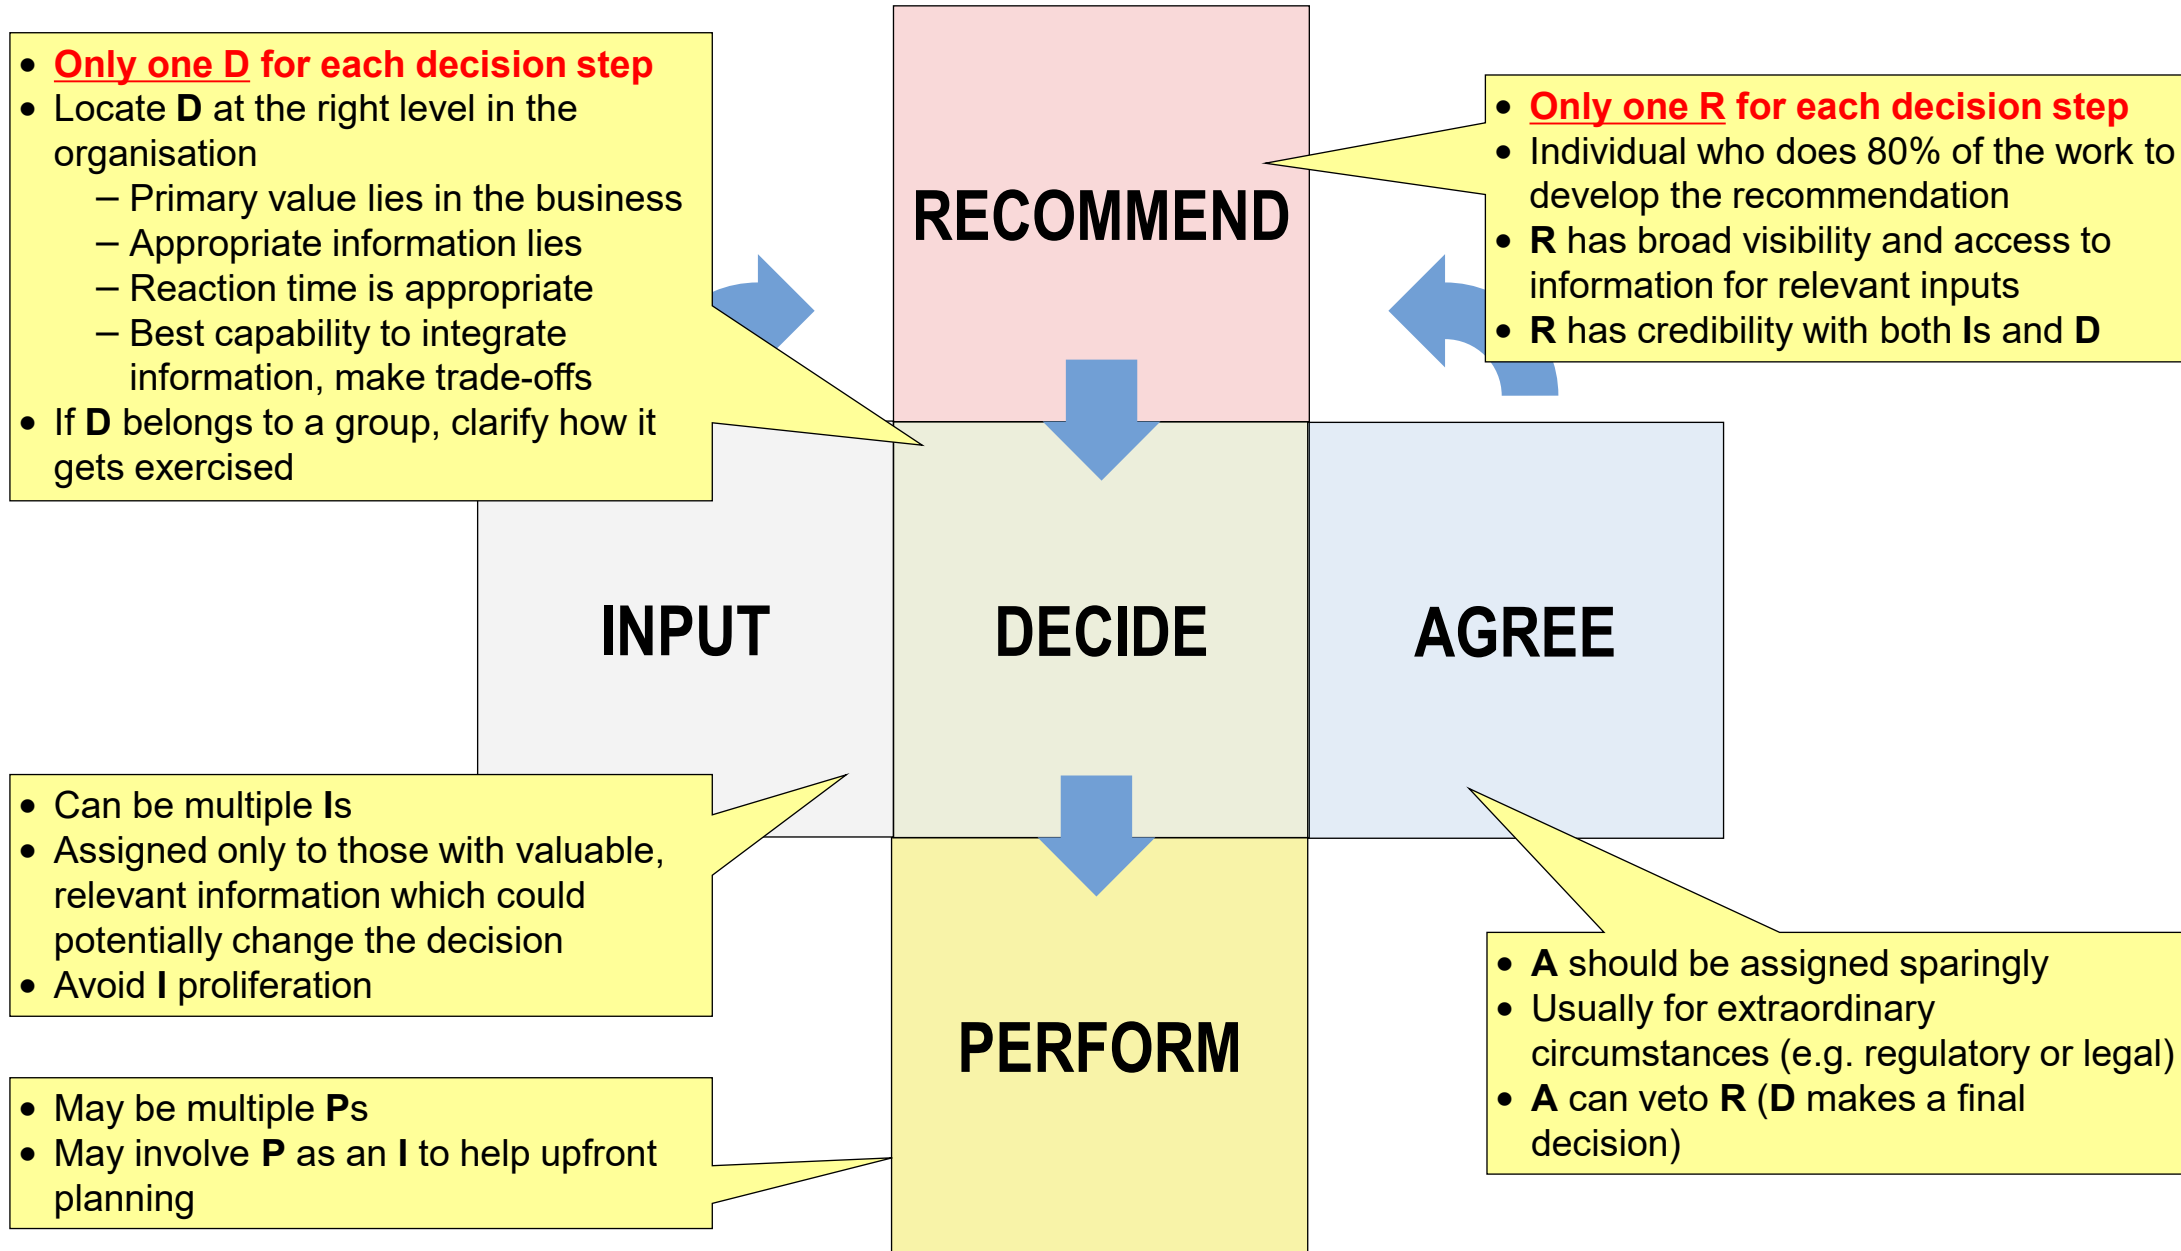 • Only one D for each decision step
• Locate D at the right level in the
organisation
– Primary value lies in the business
– Appropriate information lies
– Reaction time is appropriate
– Best capability to integrate
information, make trade-offs
• If D belongs to a group, clarify how it
gets exercised
RECOMMEND
• Only one R for each decision step
• Individual who does 80% of the work to
develop the recommendation
• R has broad visibility and access to
information for relevant inputs
• R has credibility with both Is and D
INPUT
DECIDE
AGREE
• Can be multiple Is
• Assigned only to those with valuable,
relevant information which could
potentially change the decision
• Avoid I proliferation
• May be multiple Ps
• May involve P as an I to help upfront
planning
PERFORM
• A should be assigned sparingly
• Usually for extraordinary
circumstances (e.g. regulatory or legal)
• A can veto R (D makes a final
decision)